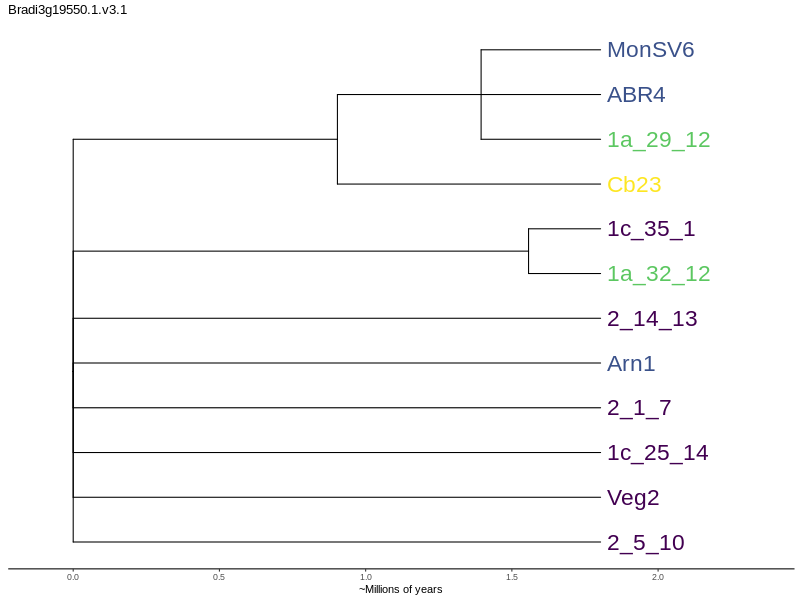 Bradi3g19550.1.v3.1
MonSV6
ABR4
1a_29_12
Cb23
1c_35_1
1a_32_12
2_14_13
Arn1
2_1_7
1c_25_14
Veg2
2_5_10
0.0 0.5 1.0 1.5 2.0
~Millions of years